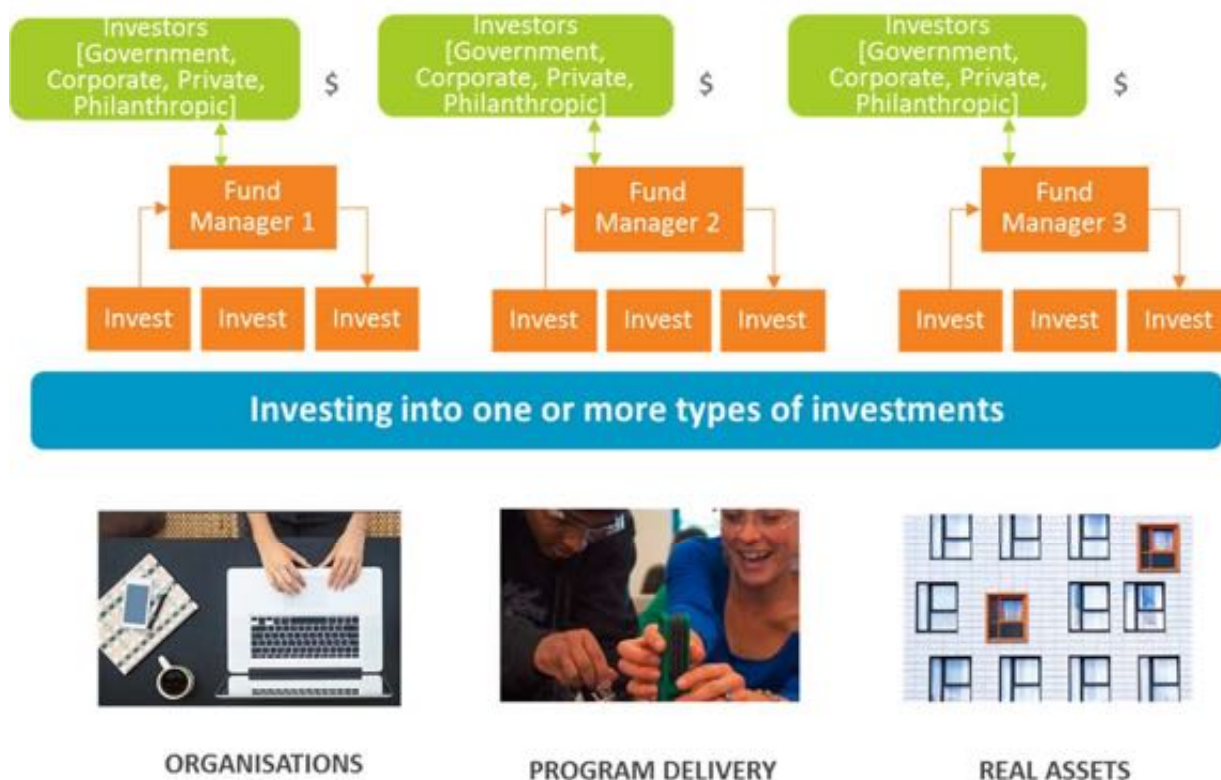 Investors
[Government,
Corporate, Private,
Philanthropic]
$
Investors
[Government,
Corporate, Private,
Philanthropic]
$
Investors
[Government,
Corporate, Private,
Philanthropic]
$
Fund
Manager 1
Fund
Manager 2
Fund
Manager 3
Invest
Invest
Invest
Invest
Invest
Invest
Invest
Invest
Invest
Investing into one or more types of investments
ORGANISATIONS
PROGRAM DELIVERY
REAL ASSETS